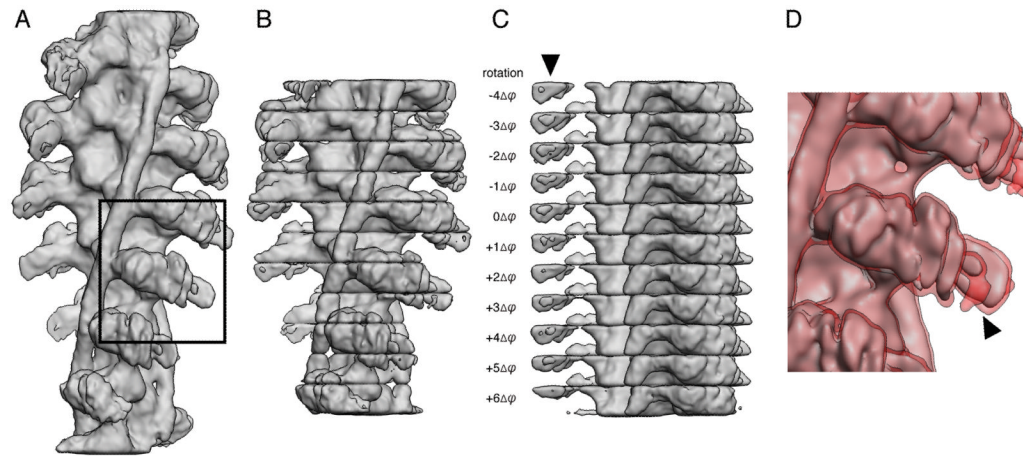 A
B
C
D
rotation
-4Δφ
-3Δφ
-2Δφ
-1Δφ
0Δφ
+1Δφ
+2Δφ
+3Δφ
+4Δφ
+5Δφ
+6Δφ